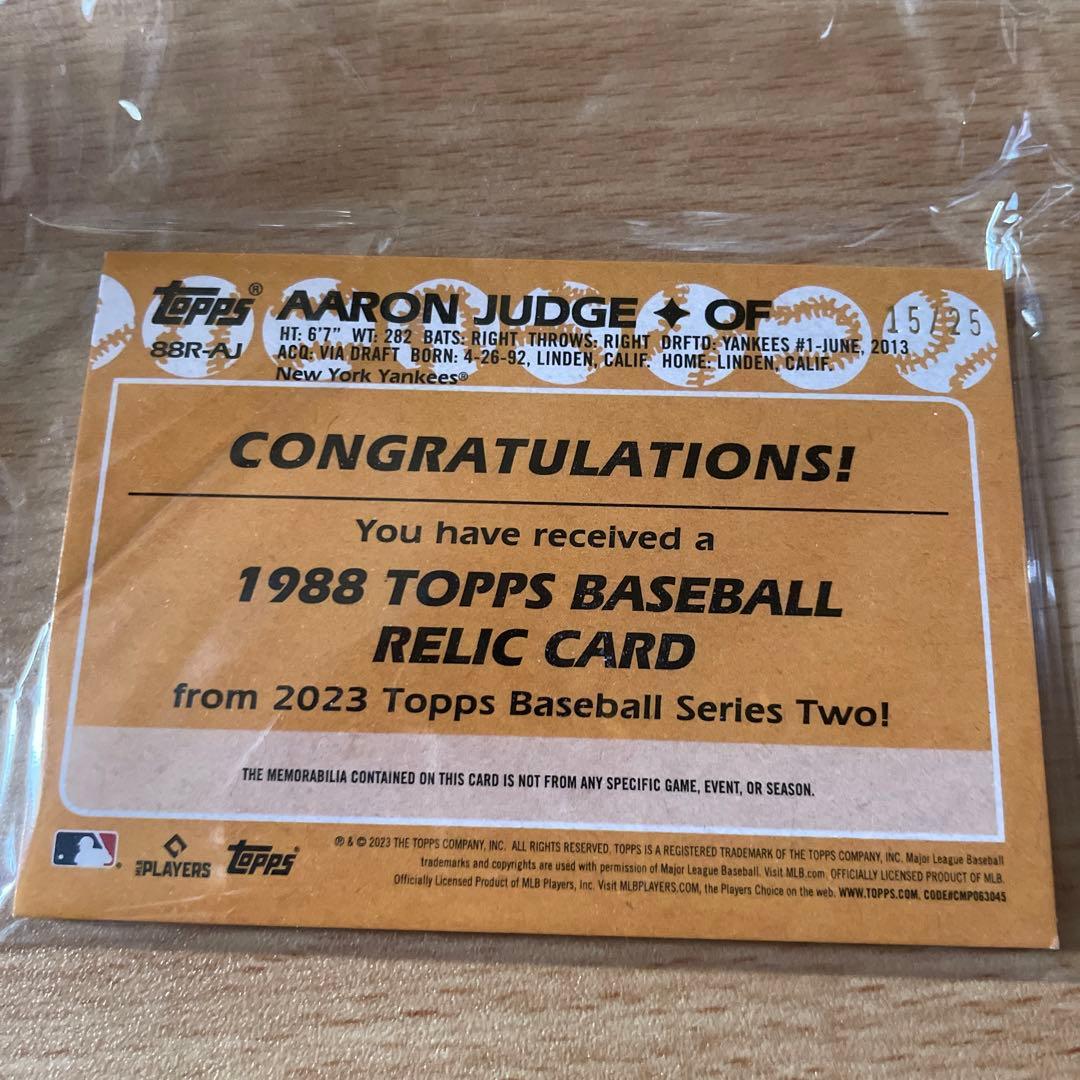 Topps®
88R-AJ
AARON JUDGE ✦ OF
15/25
HT: 6'7" WT: 282 BATS: RIGHT THROWS: RIGHT DRFTD: YANKEES #1-JUNE, 2013
ACQ: VIA DRAFT BORN: 4-26-92, LINDEN, CALIF. HOME: LINDEN, CALIF.
New York Yankees®
CONGRATULATIONS!
You have received a
1988 TOPPS BASEBALL
RELIC CARD
from 2023 Topps Baseball Series Two!
THE MEMORABILIA CONTAINED ON THIS CARD IS NOT FROM ANY SPECIFIC GAME, EVENT, OR SEASON.
MLB PLAYERS
Topps®
® & © 2023 THE TOPPS COMPANY, INC. ALL RIGHTS RESERVED. TOPPS IS A REGISTERED TRADEMARK OF THE TOPPS COMPANY, INC. Major League Baseball
trademarks and copyrights are used with permission of Major League Baseball. Visit MLB.com. OFFICIALLY LICENSED PRODUCT OF MLB.
Officially Licensed Product of MLB Players, Inc. Visit MLBPLAYERS.COM, the Players Choice on the web. WWW.TOPPS.COM. CODE#CMP063045